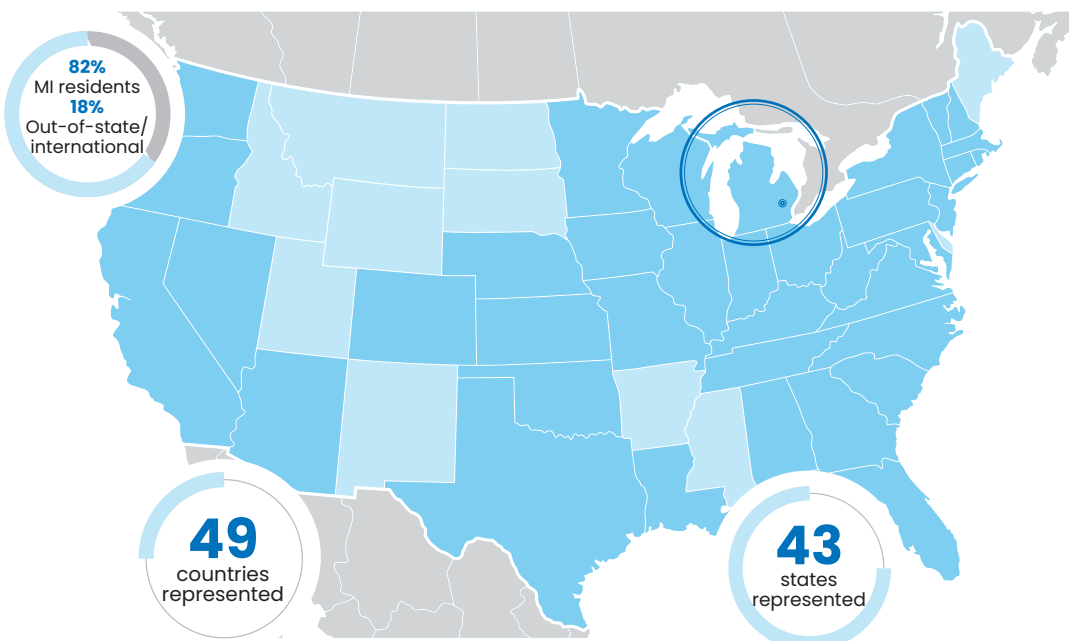 82%
MI residents
18%
Out-of-state/
international
49
countries
represented
43
states
represented